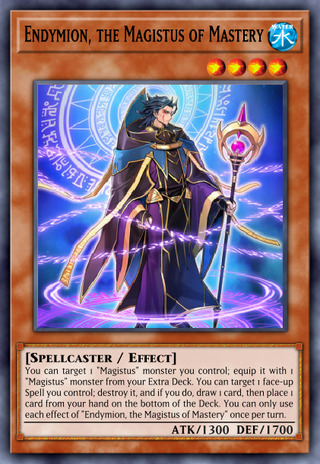 Endymion, the Magistus of Mastery
WATER
水
[Spellcaster / Effect]
You can target 1 "Magistus" monster you control; equip it with 1
"Magistus" monster from your Extra Deck. You can target 1 face-up
Spell you control; destroy it, and if you do, draw 1 card, then place 1
card from your hand on the bottom of the Deck. You can only use
each effect of "Endymion, the Magistus of Mastery" once per turn.
ATK/1300 DEF/1700